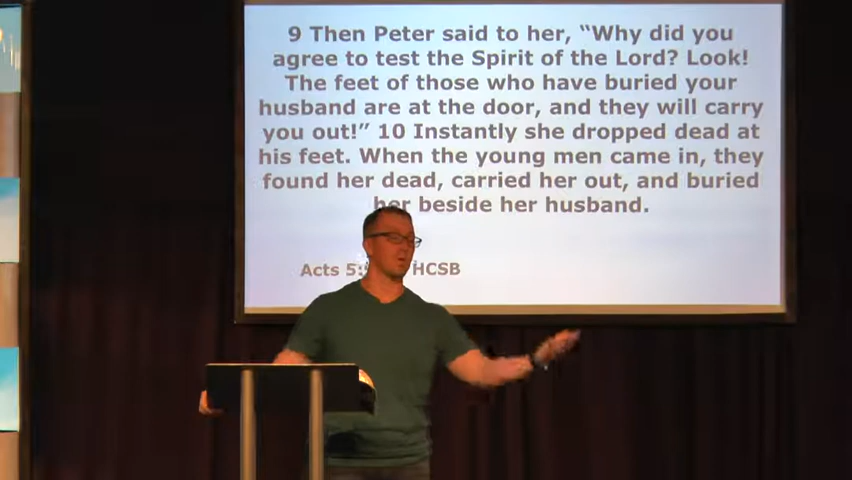 9 Then Peter said to her, “Why did you
agree to test the Spirit of the Lord? Look!
The feet of those who have buried your
husband are at the door, and they will carry
you out!” 10 Instantly she dropped dead at
his feet. When the young men came in, they
found her dead, carried her out, and buried
her beside her husband.
Acts 5: HCSB